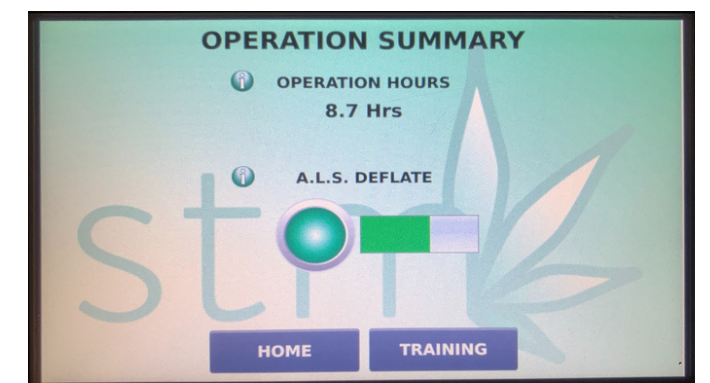 OPERATION SUMMARY
OPERATION HOURS
8.7 Hrs
A.L.S. DEFLATE
stm
HOME
TRAINING